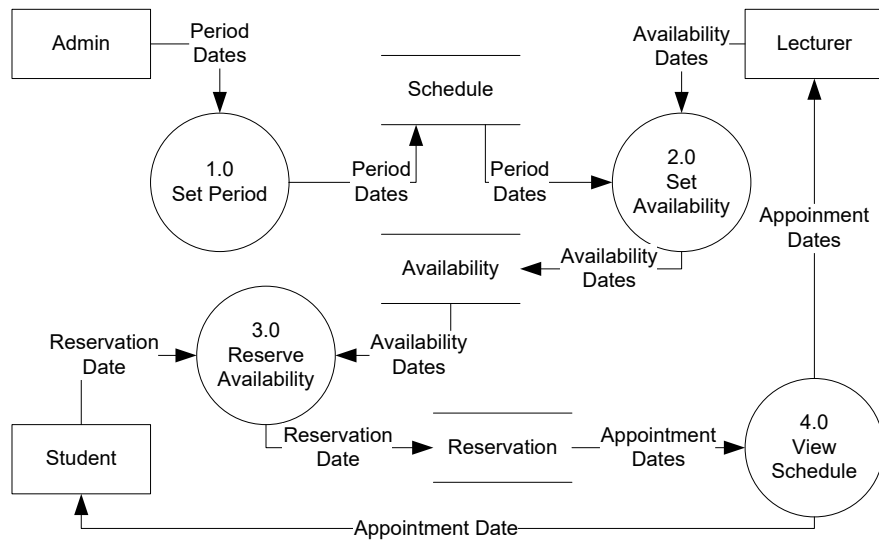 Admin
Period
Dates
Availability
Dates
Lecturer
Schedule
1.0
Set Period
Period
Dates
Period
Dates
2.0
Set
Availability
Appoinment
Dates
Availability
Availability
Dates
Reservation
Date
3.0
Reserve
Availability
Availability
Dates
Student
Reservation
Date
Reservation
Appointment
Dates
4.0
View
Schedule
Appointment Date